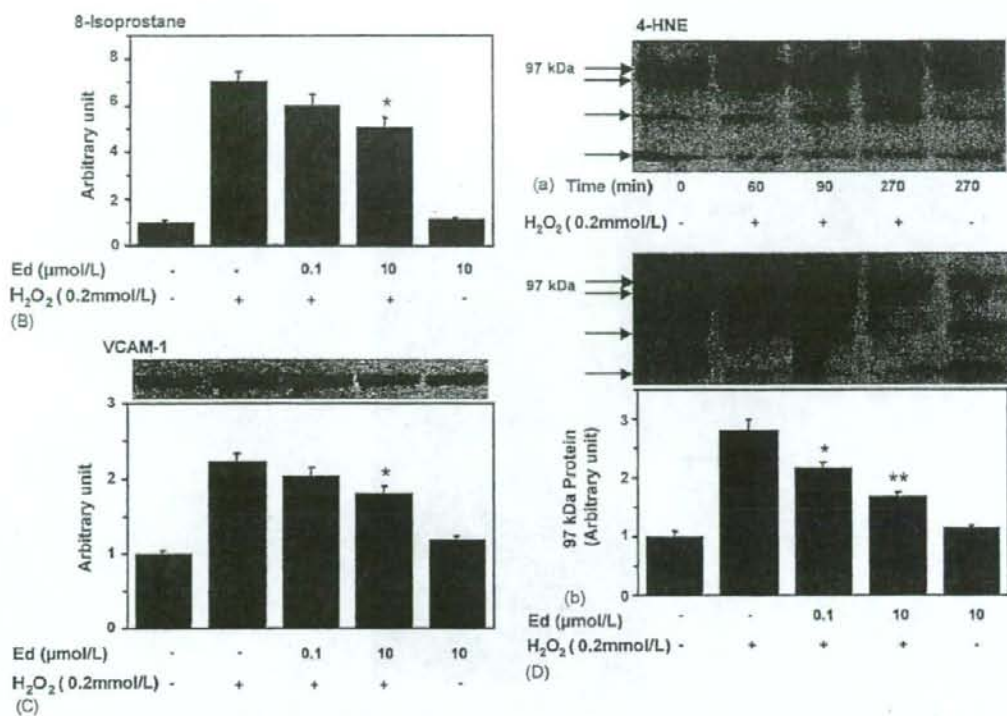 8-Isoprostane
8
6
4
2
0
Arbitrary unit
*
Ed (µmol/L) - - 0.1 10 10
H₂O₂ (0.2mmol/L) - + + + -
(B)
VCAM-1
3
2
1
0
Arbitrary unit
*
Ed (µmol/L) - - 0.1 10 10
H₂O₂ (0.2mmol/L) - + + + -
(C)
4-HNE
97 kDa
(a) Time (min) 0 60 90 270 270
H₂O₂ (0.2mmol/L) - + + + -
97 kDa
3
2
1
0
97 kDa Protein
(Arbitrary unit)
*
**
(b)
Ed (µmol/L) - - 0.1 10 10
H₂O₂ (0.2mmol/L) - + + + -
(D)